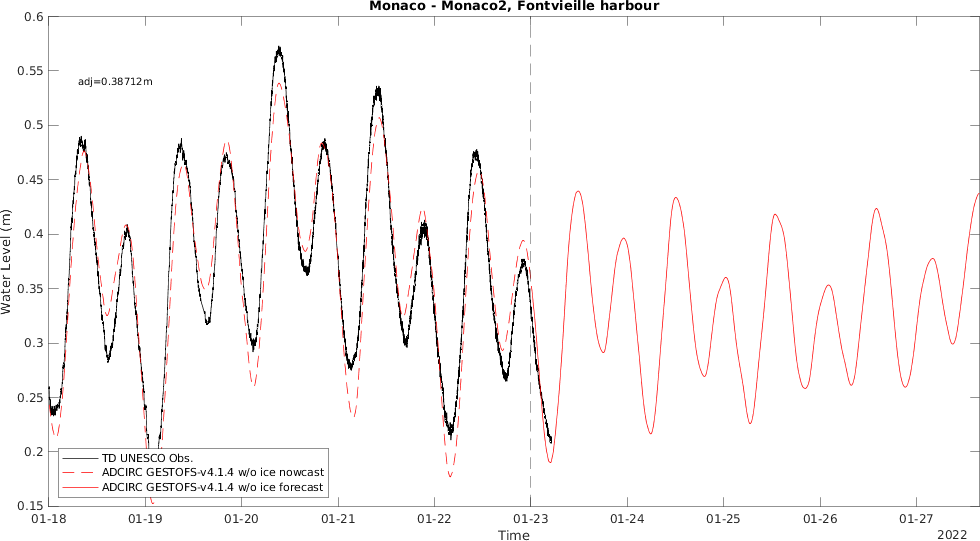 Monaco - Monaco2, Fontvieille harbour
0.6
0.55
adj=0.38712m
0.5
0.45
0.4
0.35
0.3
0.25
0.2
0.15
Water Level (m)
TD UNESCO Obs.
ADCIRC GESTOFS-v4.1.4 w/o ice nowcast
ADCIRC GESTOFS-v4.1.4 w/o ice forecast
01-18 01-19 01-20 01-21 01-22 01-23 01-24 01-25 01-26 01-27
Time
2022